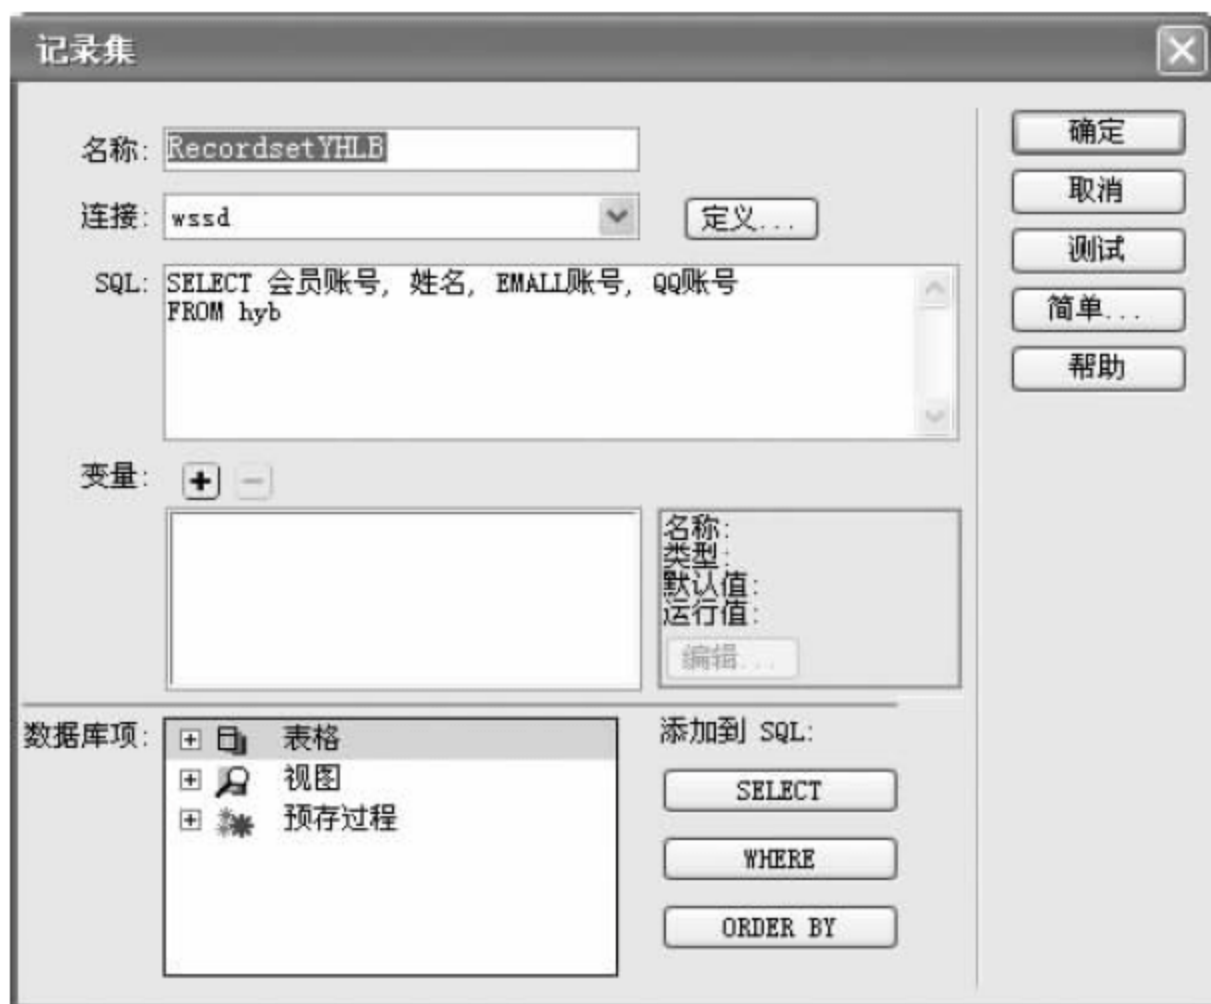 记录集
名称: RecordsetYHLB
连接: wssd 定义...
SQL: SELECT 会员账号, 姓名, EMALL账号, QQ账号
FROM hyb
变量:
名称:
类型:
默认值:
运行值:
编辑...
数据库项:
表格
视图
预存过程
添加到 SQL:
SELECT
WHERE
ORDER BY
确定
取消
测试
简单...
帮助